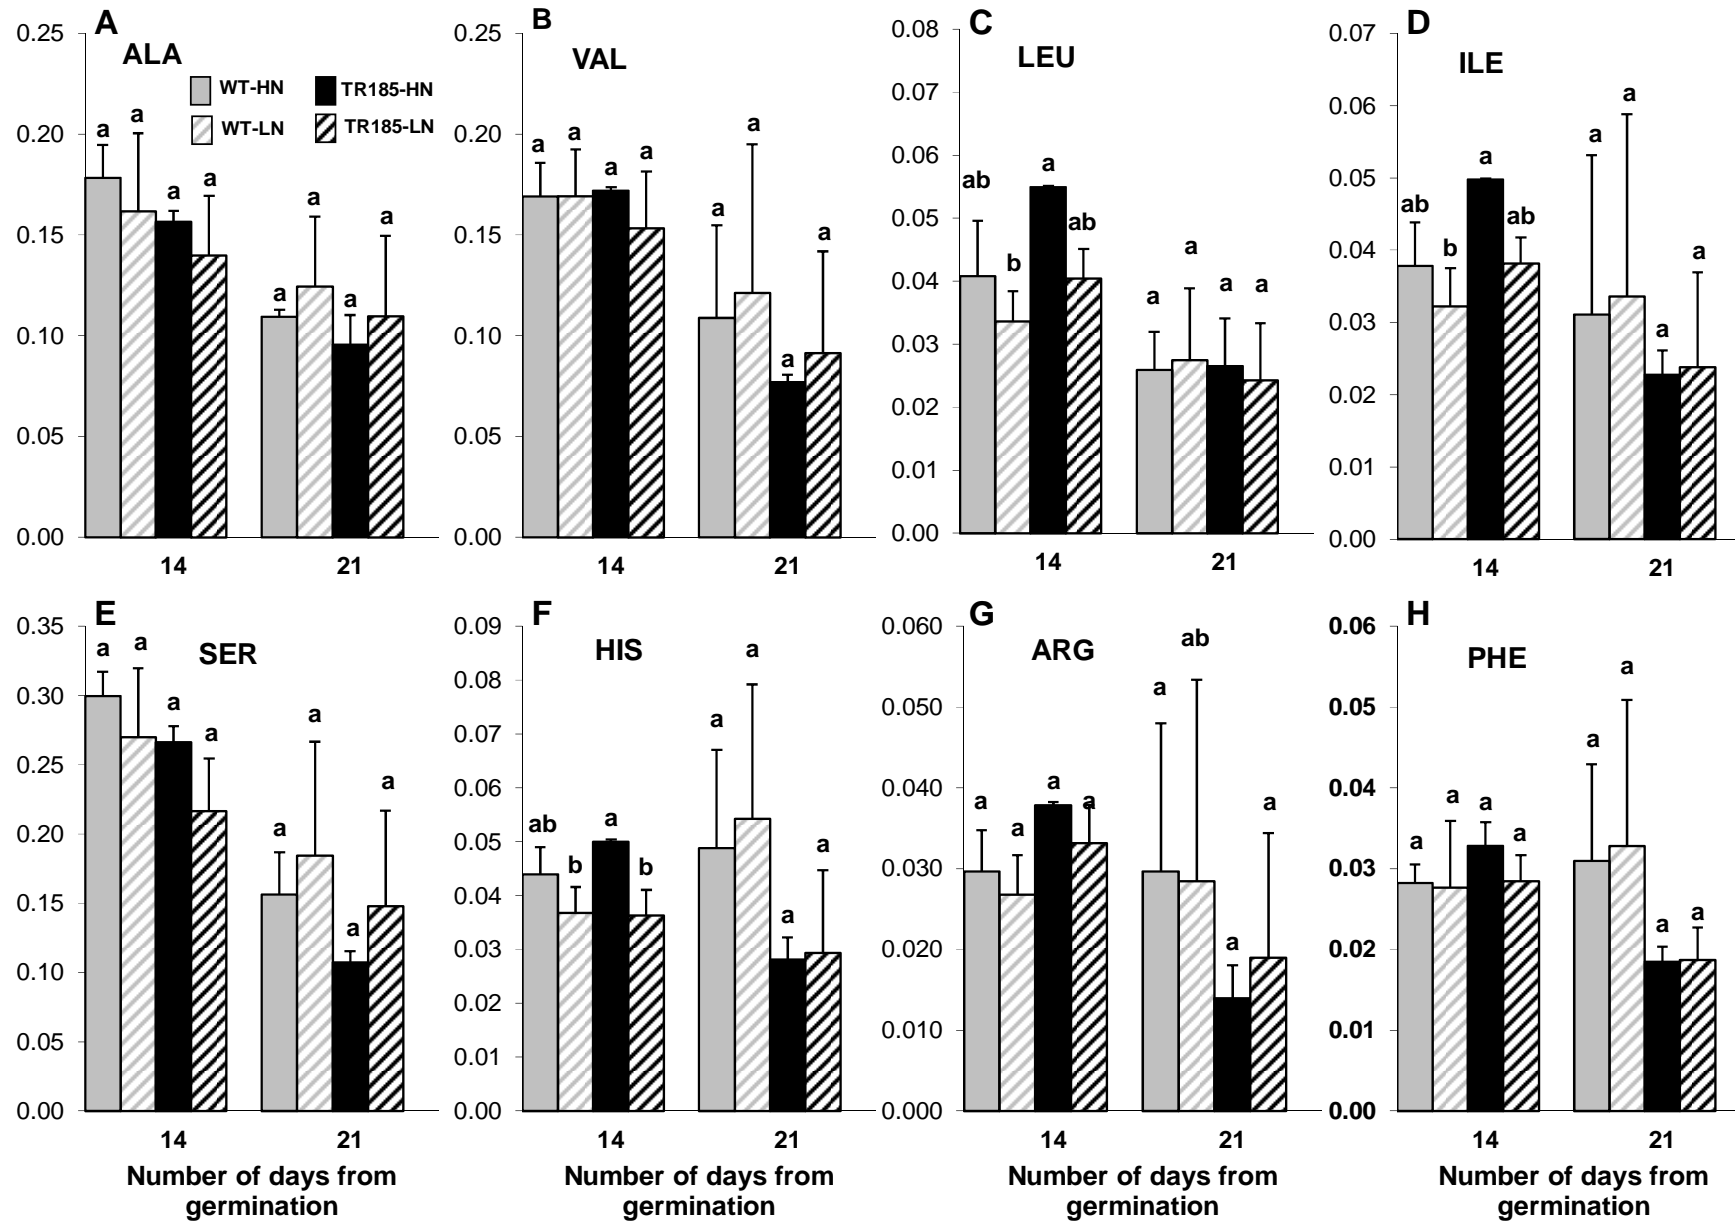 A
ALA
0.25
0.20
0.15
0.10
0.05
0.00
WT-HN
TR185-HN
WT-LN
TR185-LN
a a a a a a a a
14 21
B
VAL
0.25
0.20
0.15
0.10
0.05
0.00
a a a a a a a a
14 21
C
LEU
0.08
0.07
0.06
0.05
0.04
0.03
0.02
0.01
0.00
ab b a ab a a a a
14 21
D
ILE
0.07
0.06
0.05
0.04
0.03
0.02
0.01
0.00
ab b a ab a a a a
14 21
E
SER
0.35
0.30
0.25
0.20
0.15
0.10
0.05
0.00
a a a a a a a a
14 21
Number of days from
germination
F
HIS
0.09
0.08
0.07
0.06
0.05
0.04
0.03
0.02
0.01
0.00
ab b a b a a a a
14 21
Number of days from
germination
G
ARG
0.060
0.050
0.040
0.030
0.020
0.010
0.000
a a a a a ab a a
14 21
Number of days from
germination
H
PHE
0.06
0.05
0.04
0.03
0.02
0.01
0.00
a a a a a a a a
14 21
Number of days from
germination